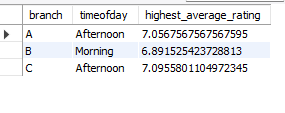 branch timeofday highest_average_rating
A Afternoon 7.0567567567567595
B Morning 6.891525423728813
C Afternoon 7.0955801104972345